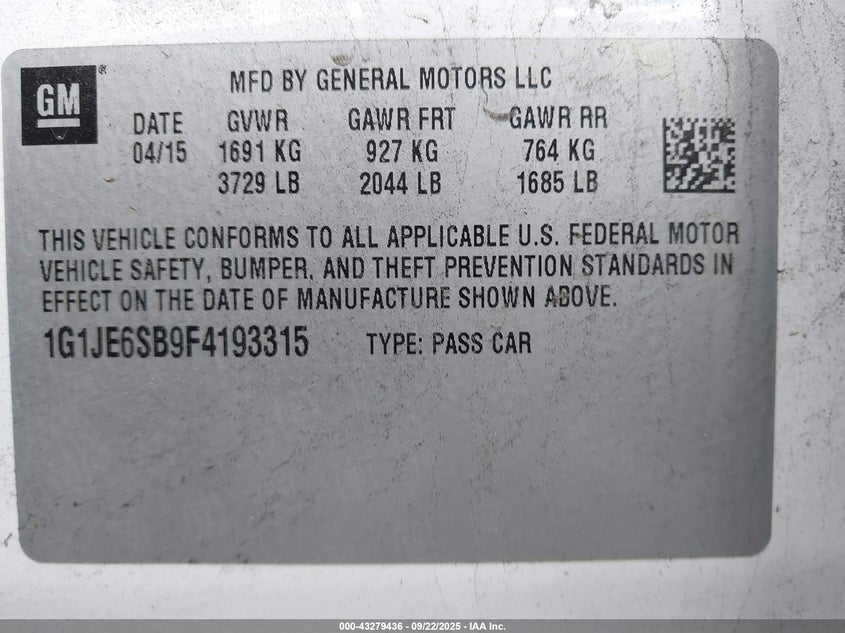 GM ®
MFD BY GENERAL MOTORS LLC
DATE GVWR GAWR FRT GAWR RR
04/15 1691 KG 927 KG 764 KG
3729 LB 2044 LB 1685 LB
THIS VEHICLE CONFORMS TO ALL APPLICABLE U.S. FEDERAL MOTOR
VEHICLE SAFETY, BUMPER, AND THEFT PREVENTION STANDARDS IN
EFFECT ON THE DATE OF MANUFACTURE SHOWN ABOVE.
1G1JE6SB9F4193315 TYPE: PASS CAR
000-43279436 - 09/22/2025 - IAA Inc.